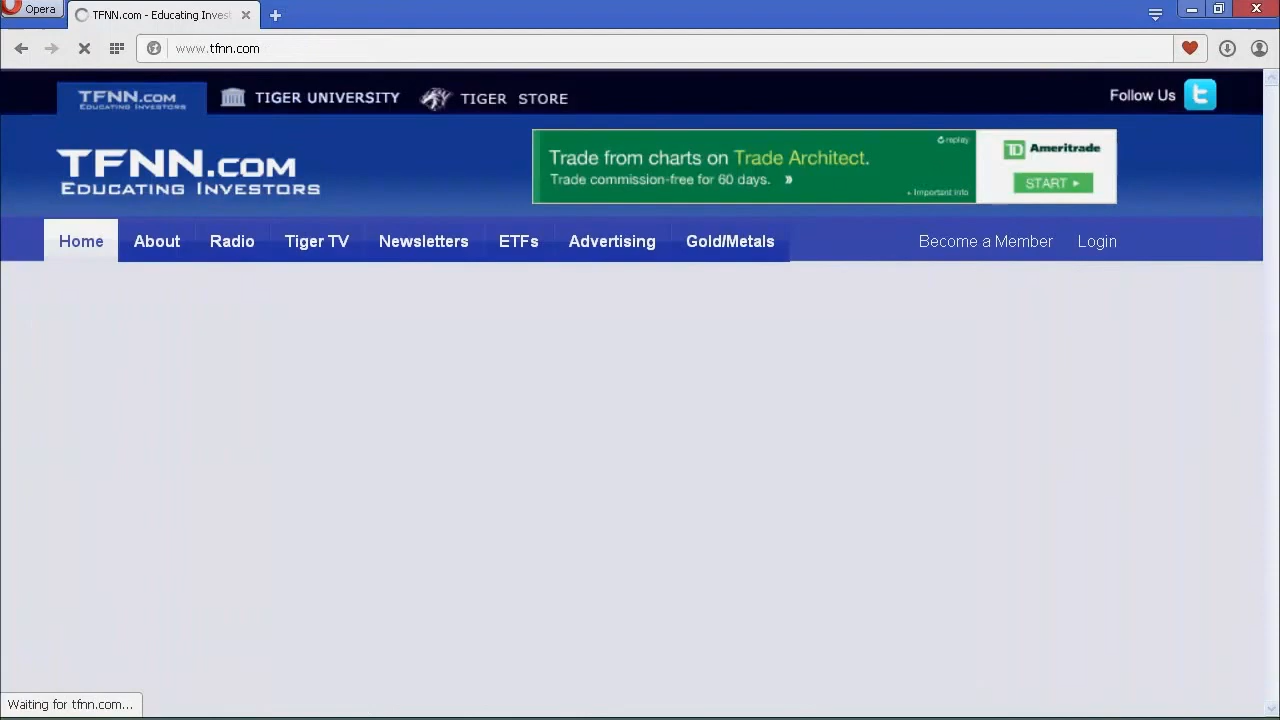 Opera
TFNN.com - Educating Invest
www.tfnn.com
TFNN.com
Educating Investors
TIGER UNIVERSITY
TIGER STORE
Follow Us
TFNN.com
Educating Investors
Trade from charts on Trade Architect.
Trade commission-free for 60 days. »
replay
+ Important Info
TD Ameritrade
START ►
Home About Radio Tiger TV Newsletters ETFs Advertising Gold/Metals Become a Member Login
Waiting for tfnn.com...